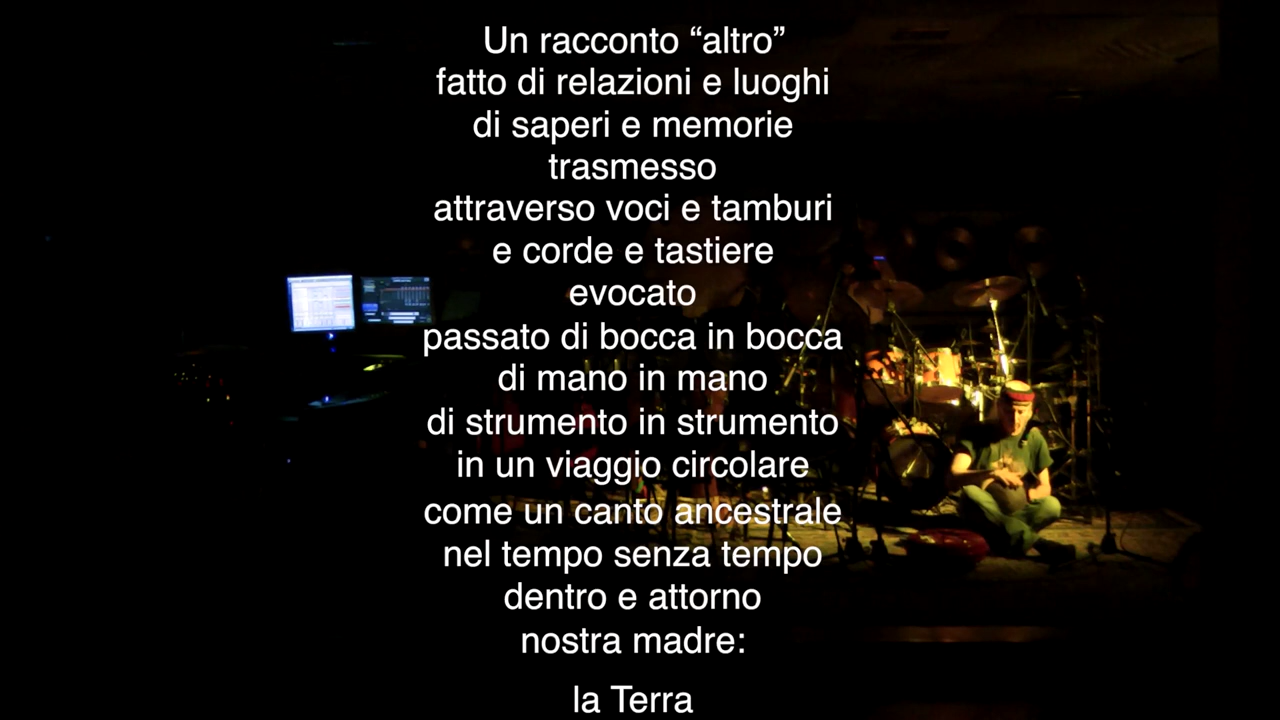 Un racconto “altro”
fatto di relazioni e luoghi
di saperi e memorie
trasmesso
attraverso voci e tamburi
e corde e tastiere
evocato
passato di bocca in bocca
di mano in mano
di strumento in strumento
in un viaggio circolare
come un canto ancestrale
nel tempo senza tempo
dentro e attorno
nostra madre:
la Terra